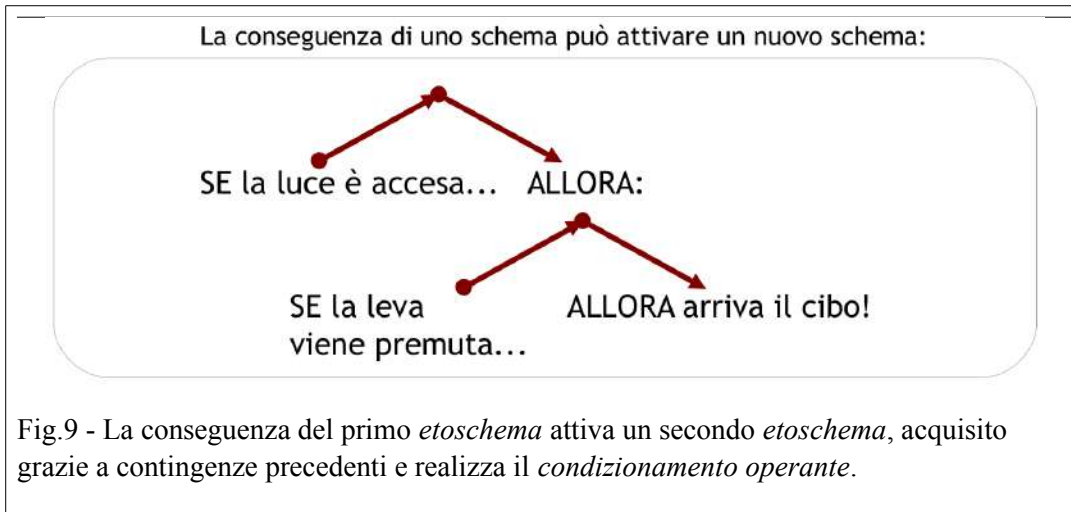 La conseguenza di uno schema può attivare un nuovo schema:
SE la luce è accesa... ALLORA:
SE la leva ALLORA arriva il cibo!
viene premuta...
Fig.9 - La conseguenza del primo etoschema attiva un secondo etoschema, acquisito
grazie a contingenze precedenti e realizza il condizionamento operante.